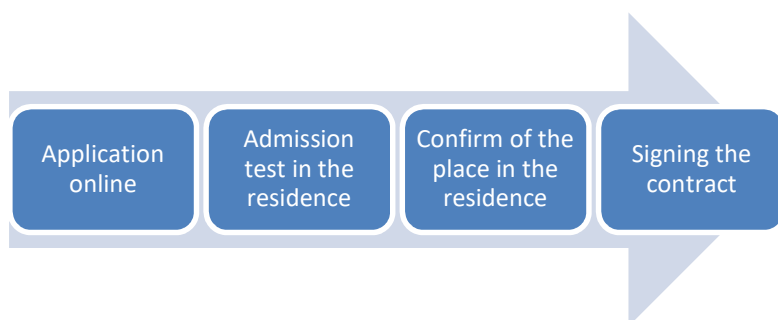 Application
online
Admission
test in the
residence
Confirm of the
place in the
residence
Signing the
contract